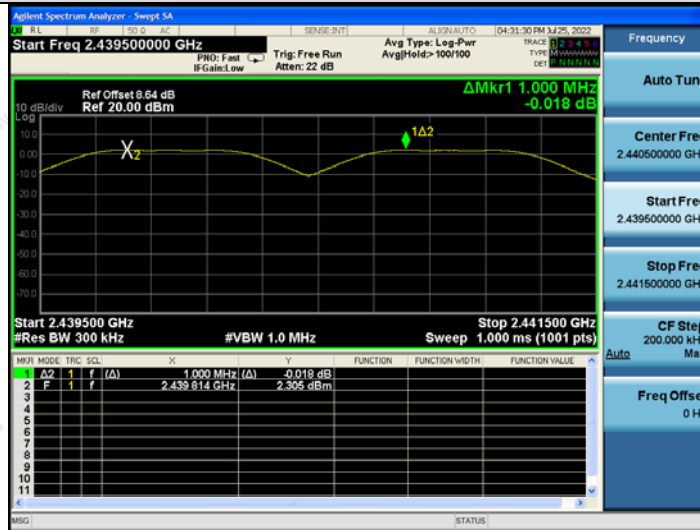 Agilent Spectrum Analyzer - Swept SA
RL RF 50 Ω AC SENSE:INT ALIGN AUTO 04:31:30 PM Jul 25, 2022
Start Freq 2.439500000 GHz
PNO: Fast
IFGain:Low
Trig: Free Run
Atten: 22 dB
Avg Type: Log-Pwr
Avg|Hold:> 100/100
TRACE 1 2 3 4 5 6
TYPE M
DET P N N N N N
Frequency
Auto Tun
Ref Offset 8.64 dB
10 dB/div Ref 20.00 dBm
Log
ΔMkr1 1.000 MHz
-0.018 dB
10.0
0.00
-10.0
-20.0
-30.0
-40.0
-50.0
-60.0
-70.0
X2
1Δ2
Center Fre
2.440500000 GH
Start Fre
2.439500000 GH
Stop Fre
2.441500000 GH
CF Step
200.000 kH
Auto Ma
Freq Offse
0 H
Start 2.439500 GHz Stop 2.441500 GHz
#Res BW 300 kHz #VBW 1.0 MHz Sweep 1.000 ms (1001 pts)
MKR MODE TRC SCL X Y FUNCTION FUNCTION WIDTH FUNCTION VALUE
1 Δ2 1 f (Δ) 1.000 MHz (Δ) -0.018 dB
2 F 1 f 2.439 814 GHz 2.305 dBm
3
4
5
6
7
8
9
10
11
MSG STATUS